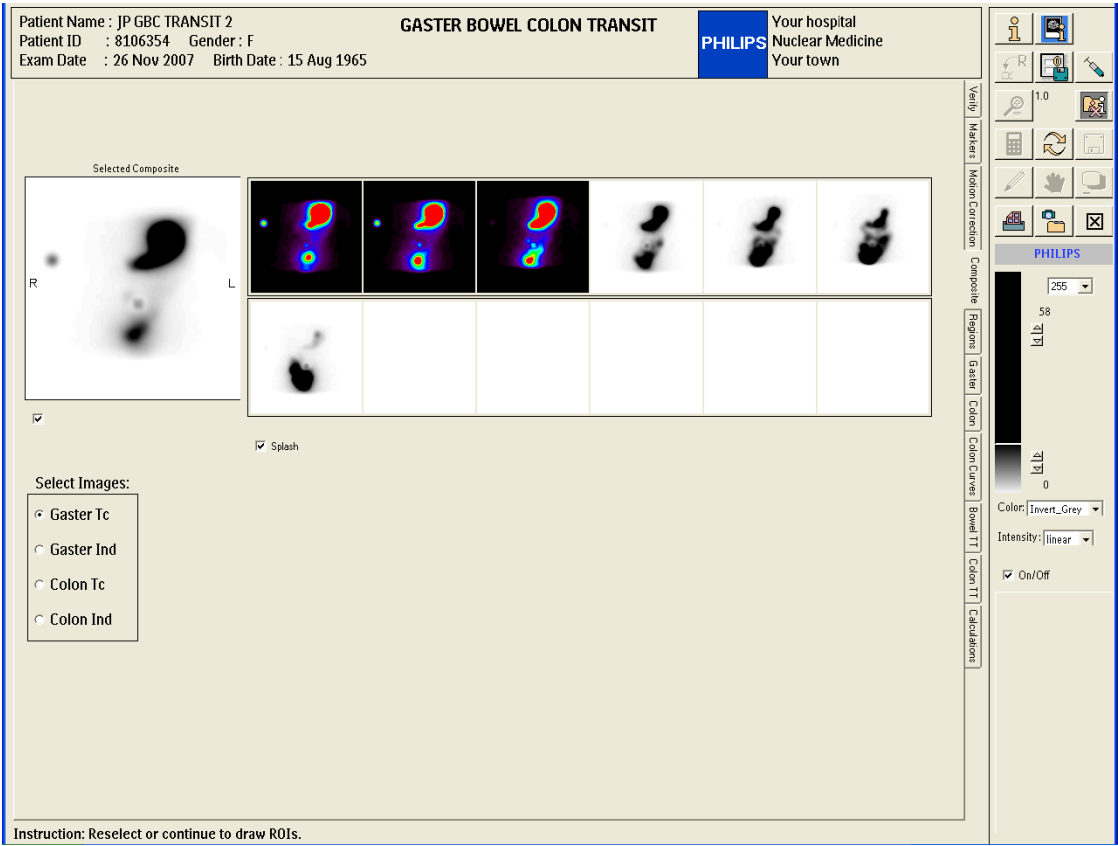 Patient Name : JP GBC TRANSIT 2
Patient ID : 8106354 Gender : F
Exam Date : 26 Nov 2007 Birth Date : 15 Aug 1965
GASTER BOWEL COLON TRANSIT
PHILIPS
Your hospital
Nuclear Medicine
Your town
Selected Composite
R
L
Splash
Select Images:
Gaster Tc
Gaster Ind
Colon Tc
Colon Ind
Instruction: Reselect or continue to draw ROIs.
Verify
Markers
Motion Correction
Composite
Regions
Gaster
Colon
Colon Curves
Bowel TT
Colon TT
Calculations
R
1.0
PHILIPS
255
58
0
Color: Invert_Grey
Intensity: linear
On/Off